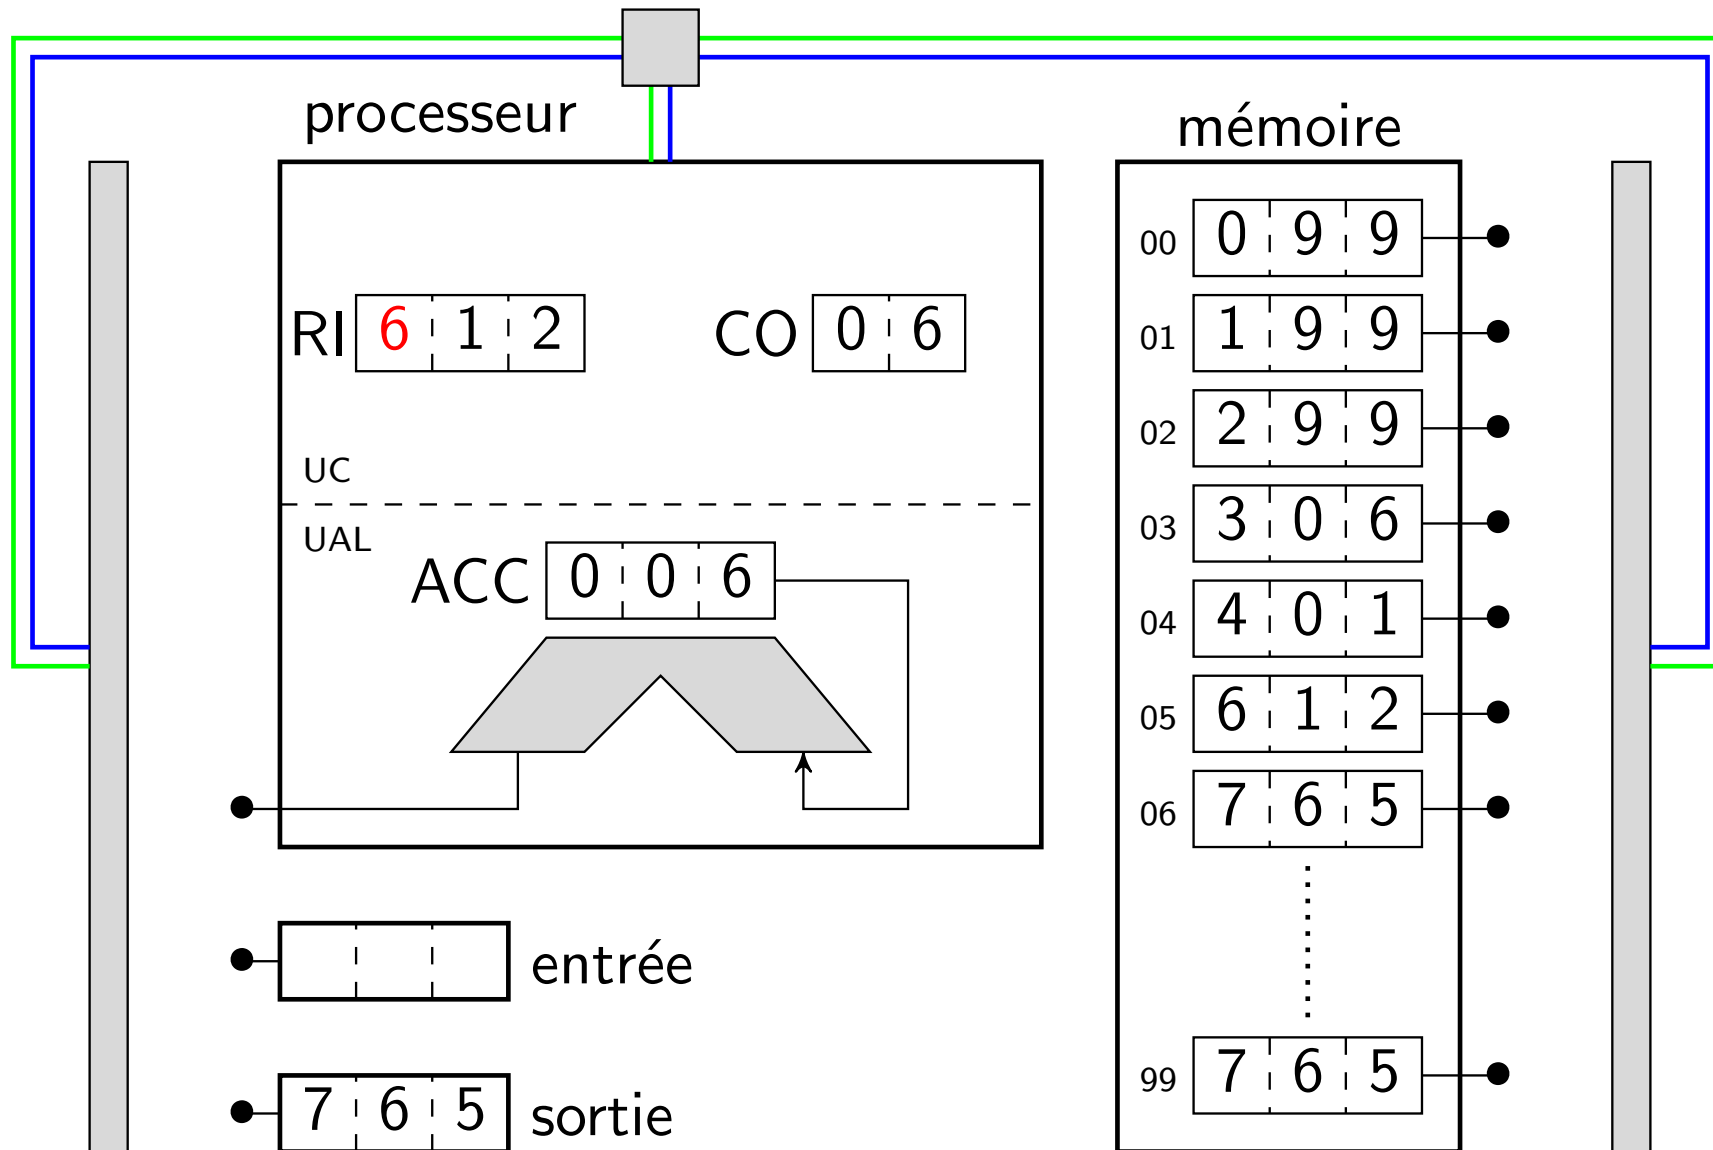 processeur
mémoire
00 0 9 9
RI 6 1 2 CO 0 6
01 1 9 9
02 2 9 9
UC
03 3 0 6
UAL
ACC 0 0 6
04 4 0 1
05 6 1 2
06 7 6 5
entrée
99 7 6 5
7 6 5 sortie